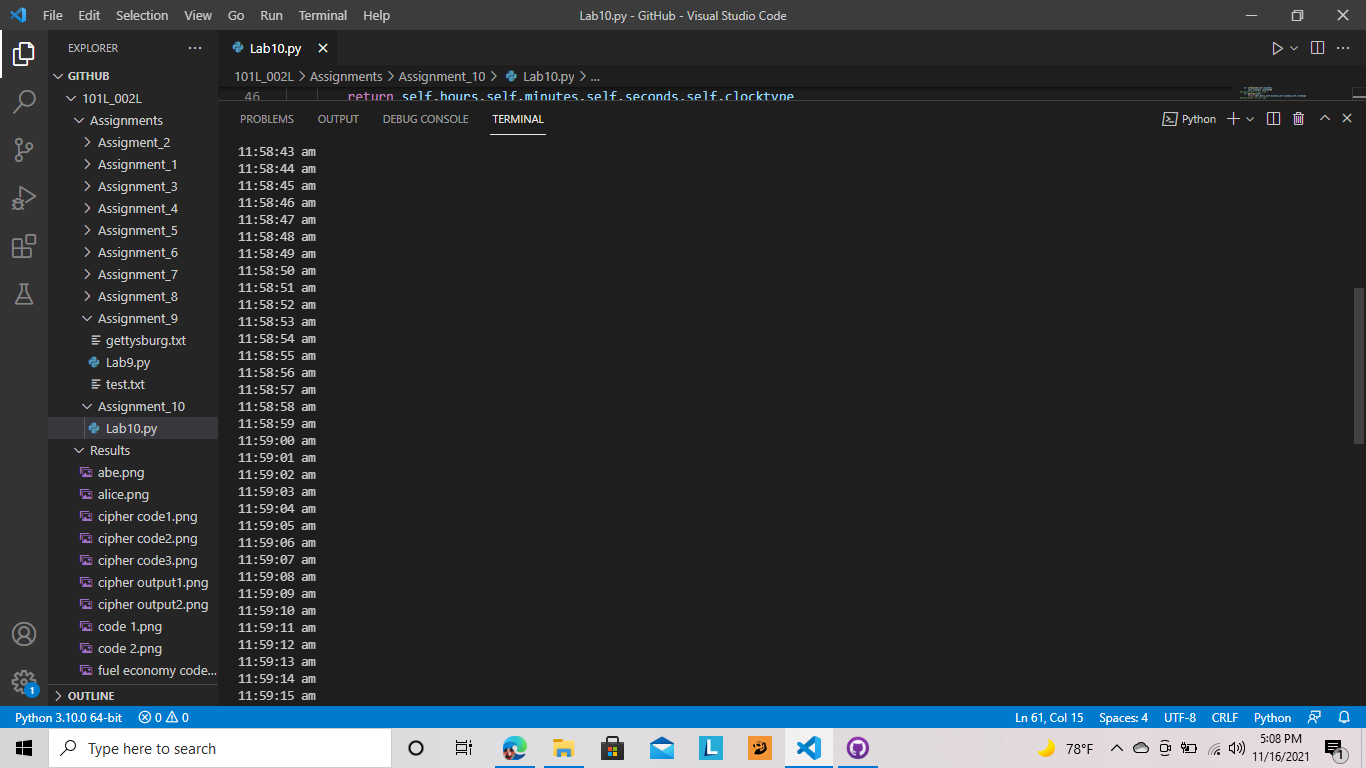 File Edit Selection View Go Run Terminal Help
Lab10.py - GitHub - Visual Studio Code
EXPLORER
GITHUB
101L_002L
Assignments
Assigment_2
Assignment_1
Assignment_3
Assignment_4
Assignment_5
Assignment_6
Assignment_7
Assignment_8
Assignment_9
gettysburg.txt
Lab9.py
test.txt
Assignment_10
Lab10.py
Results
abe.png
alice.png
cipher code1.png
cipher code2.png
cipher code3.png
cipher output1.png
cipher output2.png
code 1.png
code 2.png
fuel economy code...
OUTLINE
Lab10.py
101L_002L > Assignments > Assignment_10 > Lab10.py > ...
46 return self.hours,self.minutes,self.seconds,self.clocktype
PROBLEMS OUTPUT DEBUG CONSOLE TERMINAL
Python
11:58:43 am
11:58:44 am
11:58:45 am
11:58:46 am
11:58:47 am
11:58:48 am
11:58:49 am
11:58:50 am
11:58:51 am
11:58:52 am
11:58:53 am
11:58:54 am
11:58:55 am
11:58:56 am
11:58:57 am
11:58:58 am
11:58:59 am
11:59:00 am
11:59:01 am
11:59:02 am
11:59:03 am
11:59:04 am
11:59:05 am
11:59:06 am
11:59:07 am
11:59:08 am
11:59:09 am
11:59:10 am
11:59:11 am
11:59:12 am
11:59:13 am
11:59:14 am
11:59:15 am
1
Python 3.10.0 64-bit 0 0 Ln 61, Col 15 Spaces: 4 UTF-8 CRLF Python
Type here to search
L
78°F
5:08 PM
11/16/2021
1